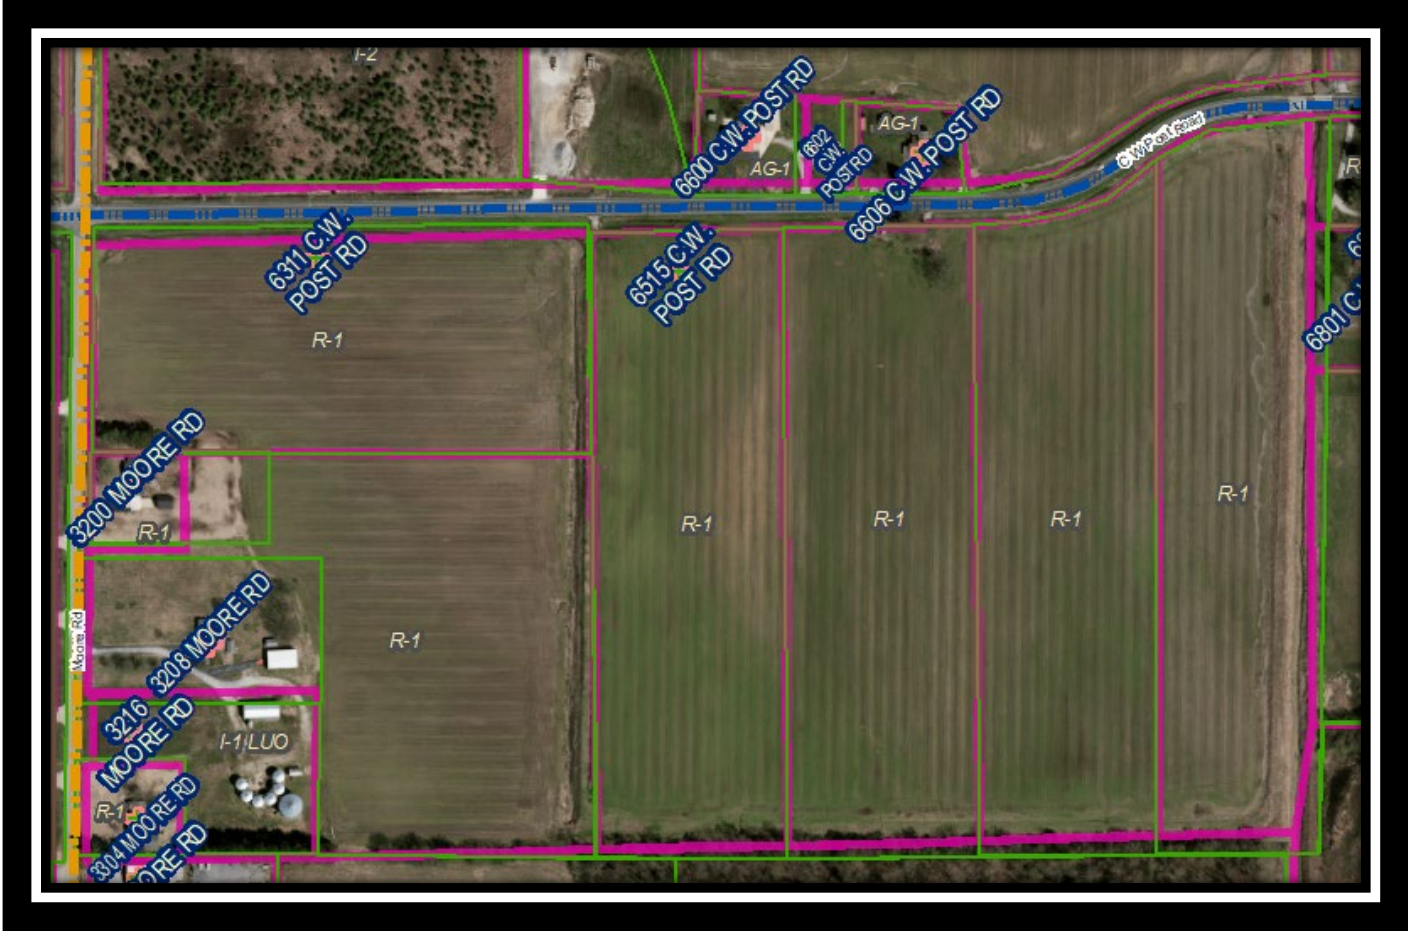 I-2
6600 C.W. POST RD
6602
C.W.
POST RD
AG-1
AG-1
6606 C.W. POST RD
C W Post Road
6311 C.W.
POST RD
6515 C.W.
POST RD
R-1
3200 MOORE RD
R-1
R-1
R-1
R-1
R-1
6801 C.
R-1
Moore Rd
3208 MOORE RD
3216
MOORE RD
I-1 LUO
R-1
3304 MOORE RD
ORE RD